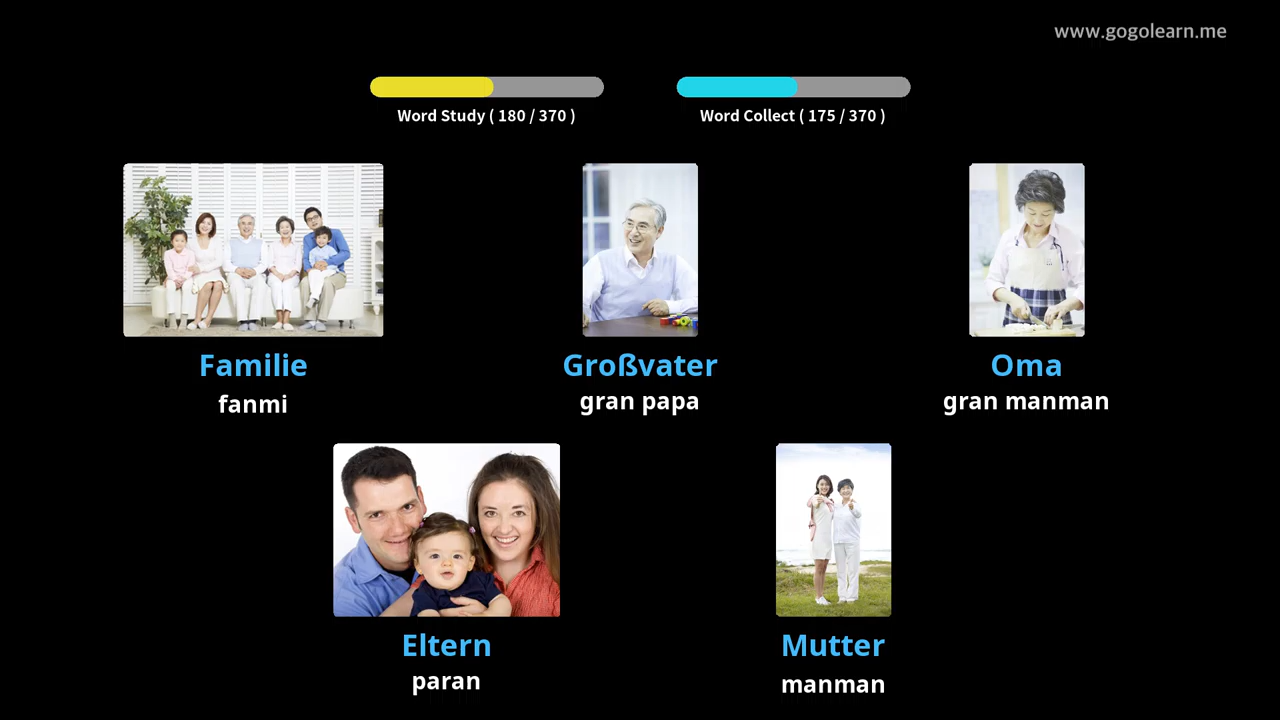 www.gogolearn.me
Word Study ( 180 / 370 )
Word Collect ( 175 / 370 )
Familie
fanmi
Großvater
gran papa
Oma
gran manman
Eltern
paran
Mutter
manman